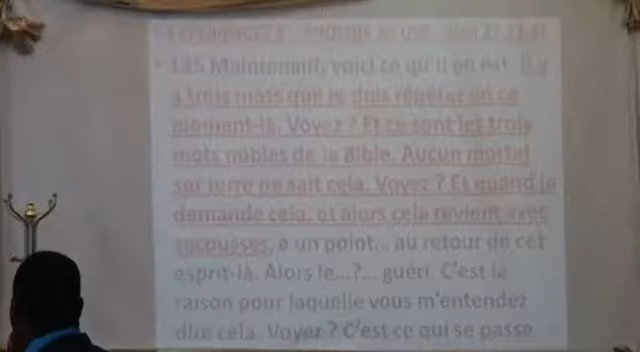 135 Maintenant, voici ce qu'il en est. Il y
a trois mots que je dois répéter en ce
moment-là. Voyez ? Et ce sont les trois
mots nobles de la Bible. Aucun mortel
sur terre ne sait cela. Voyez ? Et quand je
demande cela, et alors cela revient avec
secousses, à un point... au retour de cet
esprit-là. Alors le...?... guéri. C'est la
raison pour laquelle vous m'entendez
dire cela. Voyez ? C'est ce qui se passe